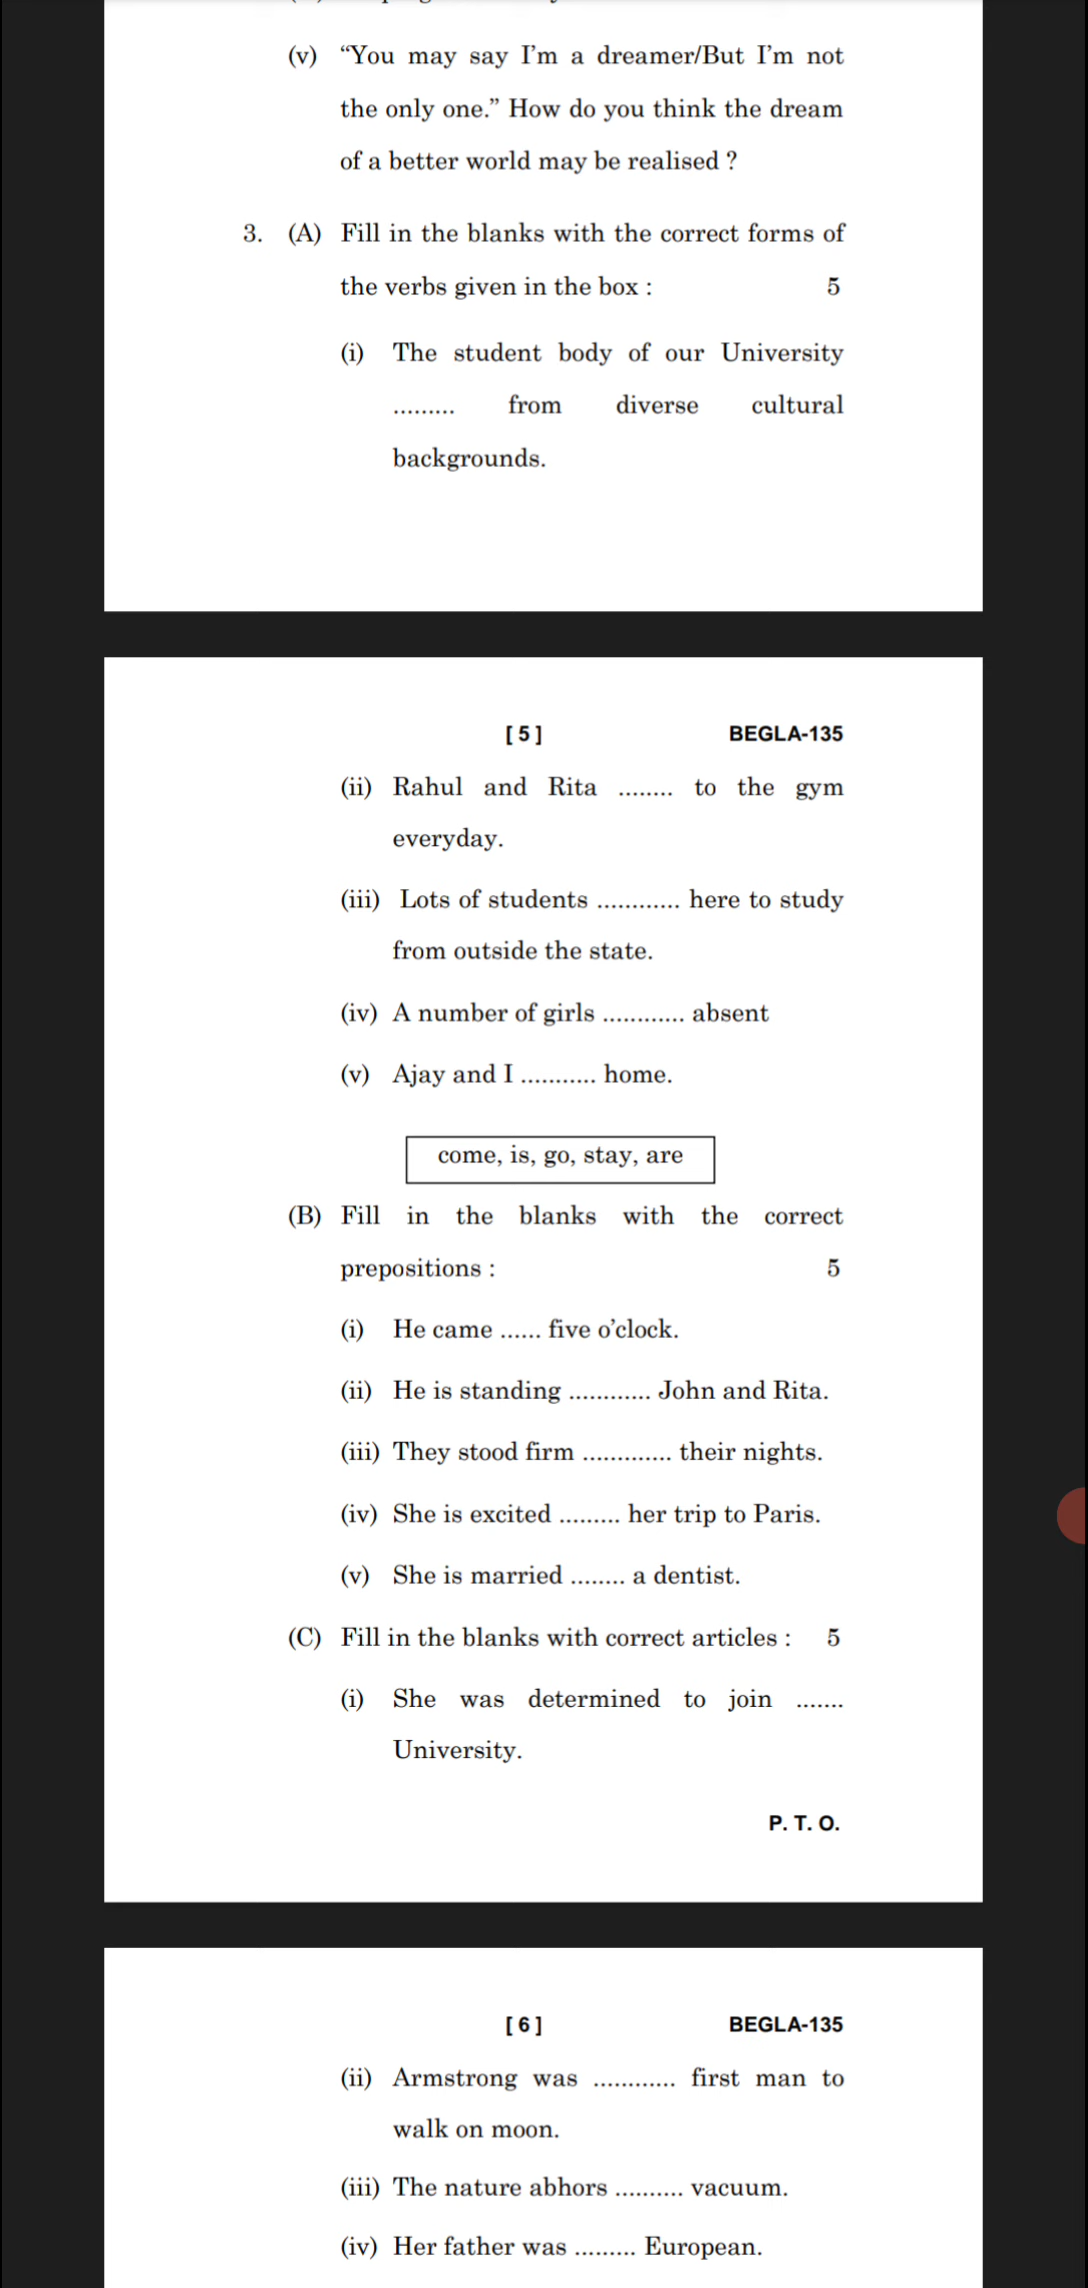 (v) “You may say I’m a dreamer/But I’m not
the only one.” How do you think the dream
of a better world may be realised ?
3. (A) Fill in the blanks with the correct forms of
the verbs given in the box : 5
(i) The student body of our University
......... from diverse cultural
backgrounds.
[ 5 ] BEGLA-135
(ii) Rahul and Rita ........ to the gym
everyday.
(iii) Lots of students ............ here to study
from outside the state.
(iv) A number of girls ............ absent
(v) Ajay and I ........... home.
come, is, go, stay, are
(B) Fill in the blanks with the correct
prepositions : 5
(i) He came ...... five o’clock.
(ii) He is standing ............ John and Rita.
(iii) They stood firm ............. their nights.
(iv) She is excited ......... her trip to Paris.
(v) She is married ........ a dentist.
(C) Fill in the blanks with correct articles : 5
(i) She was determined to join .......
University.
P. T. O.
[ 6 ] BEGLA-135
(ii) Armstrong was ............ first man to
walk on moon.
(iii) The nature abhors .......... vacuum.
(iv) Her father was ......... European.